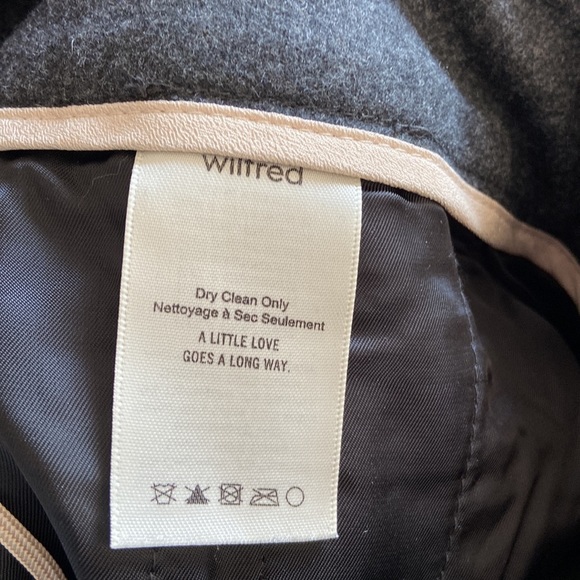 wilfred
Dry Clean Only
Nettoyage à Sec Seulement
A LITTLE LOVE
GOES A LONG WAY.